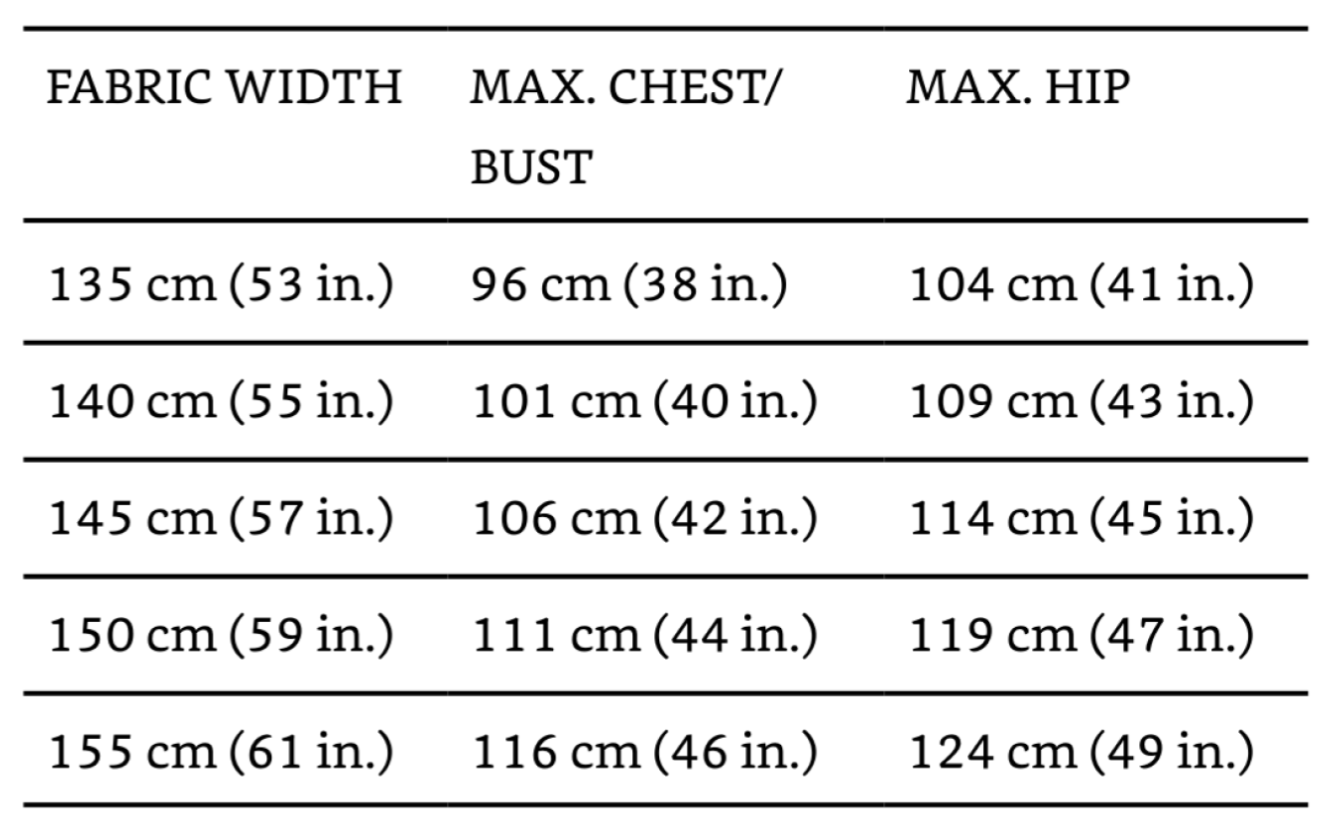 FABRIC WIDTH MAX. CHEST/ MAX. HIP
BUST
135 cm (53 in.) 96 cm (38 in.) 104 cm (41 in.)
140 cm (55 in.) 101 cm (40 in.) 109 cm (43 in.)
145 cm (57 in.) 106 cm (42 in.) 114 cm (45 in.)
150 cm (59 in.) 111 cm (44 in.) 119 cm (47 in.)
155 cm (61 in.) 116 cm (46 in.) 124 cm (49 in.)